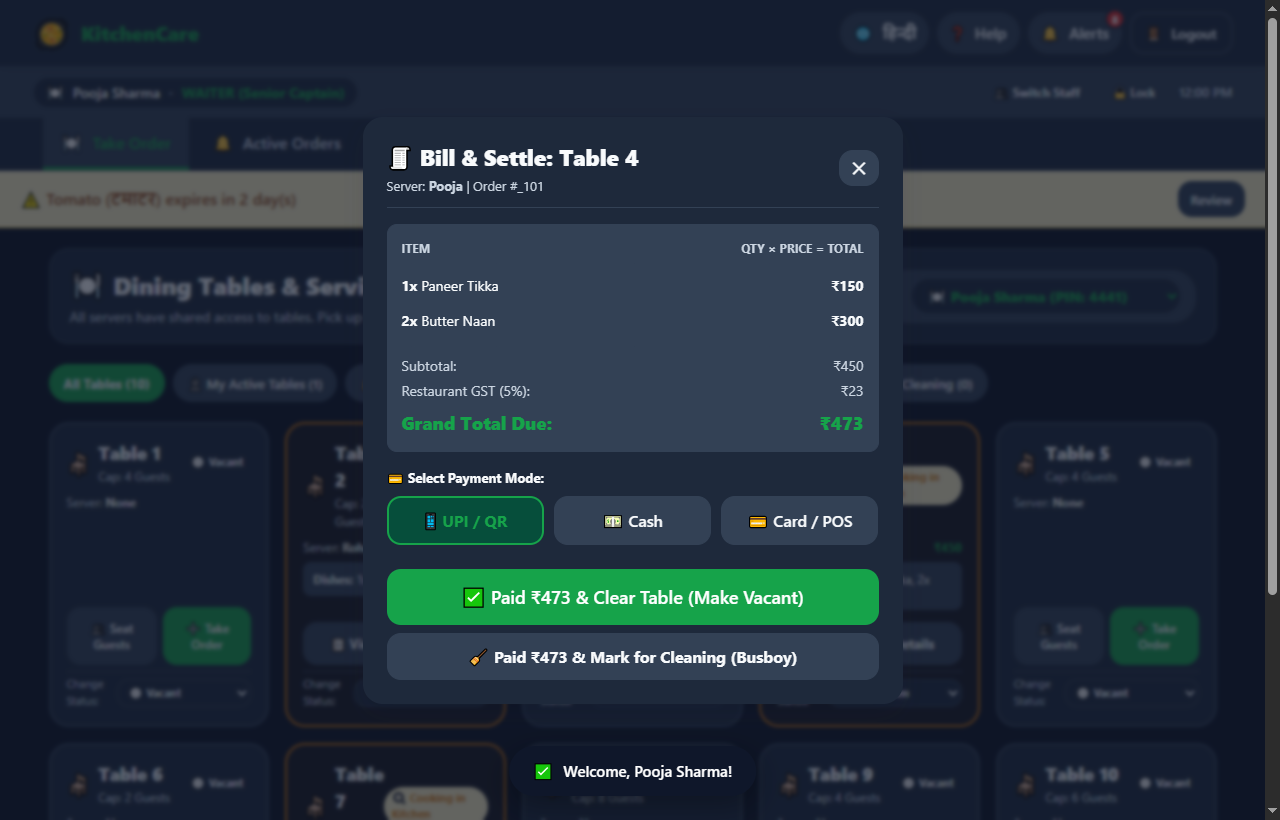 KitchenCare
हिन्दी
Help
Alerts
Logout
Pooja Sharma - WAITER (Senior Captain)
Switch Staff
Lock
12:00 PM
Take Order
Active Orders
Tomato (टमाटर) expires in 2 day(s)
Review
Bill & Settle: Table 4
Server: Pooja | Order #_101
ITEM
QTY × PRICE = TOTAL
1x Paneer Tikka
₹150
2x Butter Naan
₹300
Subtotal:
₹450
Restaurant GST (5%):
₹23
Grand Total Due:
₹473
Select Payment Mode:
UPI / QR
Cash
Card / POS
Paid ₹473 & Clear Table (Make Vacant)
Paid ₹473 & Mark for Cleaning (Busboy)
Dining Tables & Servi
All servers have shared access to tables. Pick up
Pooja Sharma (PIN: 4441)
All Tables (10)
My Active Tables (1)
Cleaning (0)
Table 1
Cap: 4 Guests
Vacant
Server: None
Seat Guests
Take Order
Change Status:
Vacant
Table 5
Cap: 4 Guests
Vacant
Server: None
Seat Guests
Take Order
Change Status:
Vacant
Table 6
Cap: 2 Guests
Vacant
Table 7
Cooking in Kitchen
Welcome, Pooja Sharma!
Table 9
Cap: 4 Guests
Vacant
Table 10
Cap: 6 Guests
Vacant